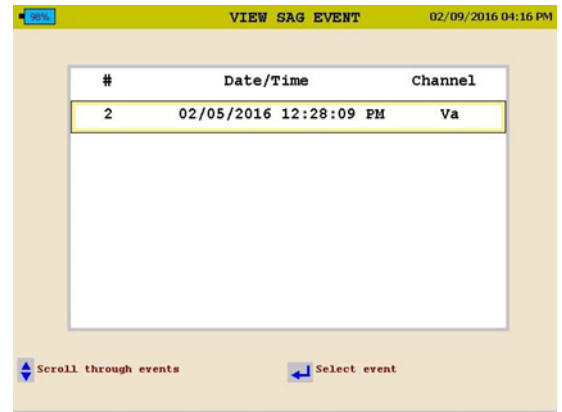 98% VIEW SAG EVENT 02/09/2016 04:16 PM
# Date/Time Channel
2 02/05/2016 12:28:09 PM Va
Scroll through events Select event